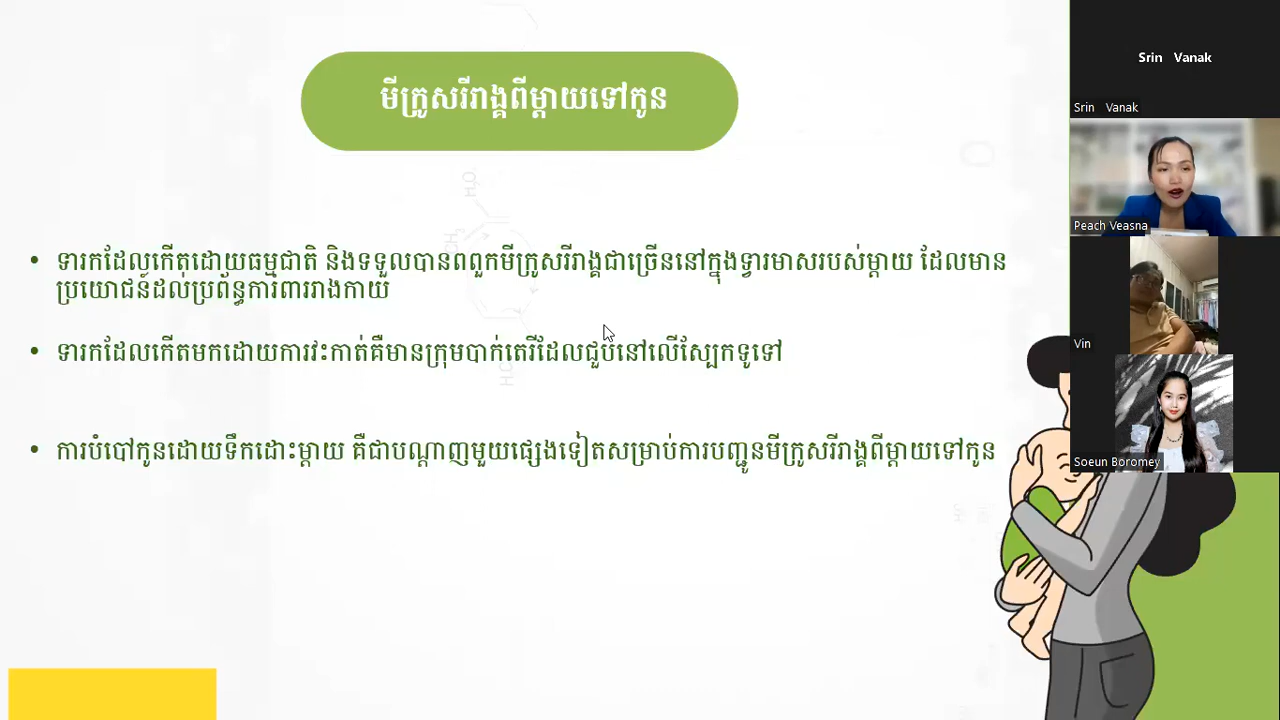 មីក្រូសរីរាង្គពីម្តាយទៅកូន
• ទារកដែលកើតដោយធម្មជាតិ និងទទួលបានពពួកមីក្រូសរីរាង្គជាច្រើននៅក្នុងទ្វារមាសរបស់ម្តាយ ដែលមាន
ប្រយោជន៍ដល់ប្រព័ន្ធការពាររាងកាយ
• ទារកដែលកើតមកដោយការវះកាត់គឺមានក្រុមបាក់តេរីដែលជួបនៅលើស្បែកទូទៅ
• ការបំបៅកូនដោយទឹកដោះម្តាយ គឺជាបណ្តាញមួយផ្សេងទៀតសម្រាប់ការបញ្ជូនមីក្រូសរីរាង្គពីម្តាយទៅកូន
H₂O
CH₃
Srin Vanak
Srin Vanak
Peach Veasna
Vin
Soeun Boromey